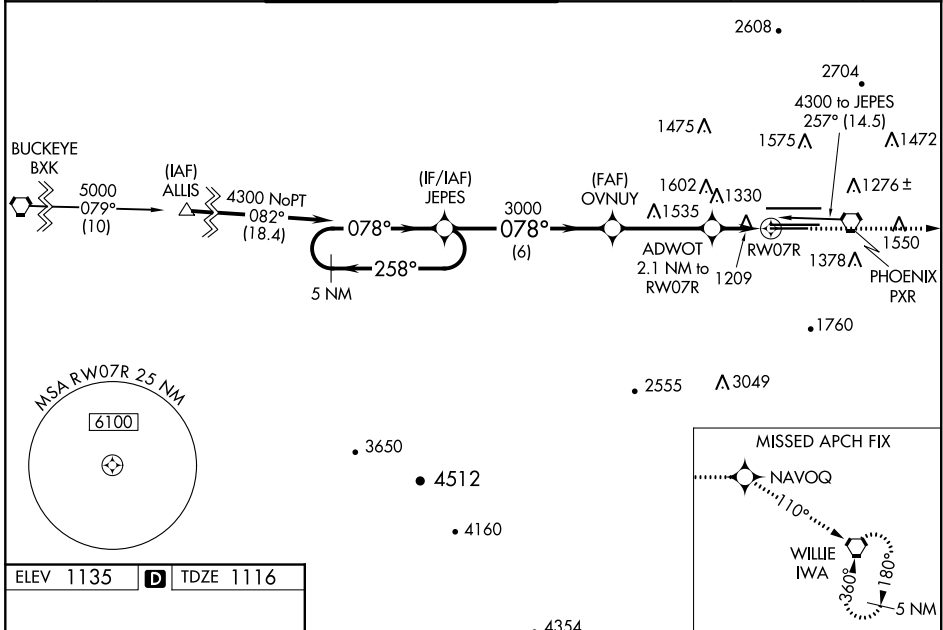 2608
2704
4300 to JEPES
257° (14.5)
1475
1575
1472
BUCKEYE
BXK
5000
079°
(10)
(IAF)
ALLIS
4300 NoPT
082°
(18.4)
(IF/IAF)
JEPES
3000
078°
(6)
(FAF)
OVNUY
1602
1330
1535
1276 ±
078°
258°
5 NM
ADWOT
2.1 NM to
RW07R
1209
RW07R
1378
1550
PHOENIX
PXR
1760
2555
3049
MSA RW07R 25 NM
6100
3650
4512
4160
4354
MISSED APCH FIX
NAVOQ
110°
WILLIE
IWA
360°
180°
5 NM
ELEV 1135 D TDZE 1116